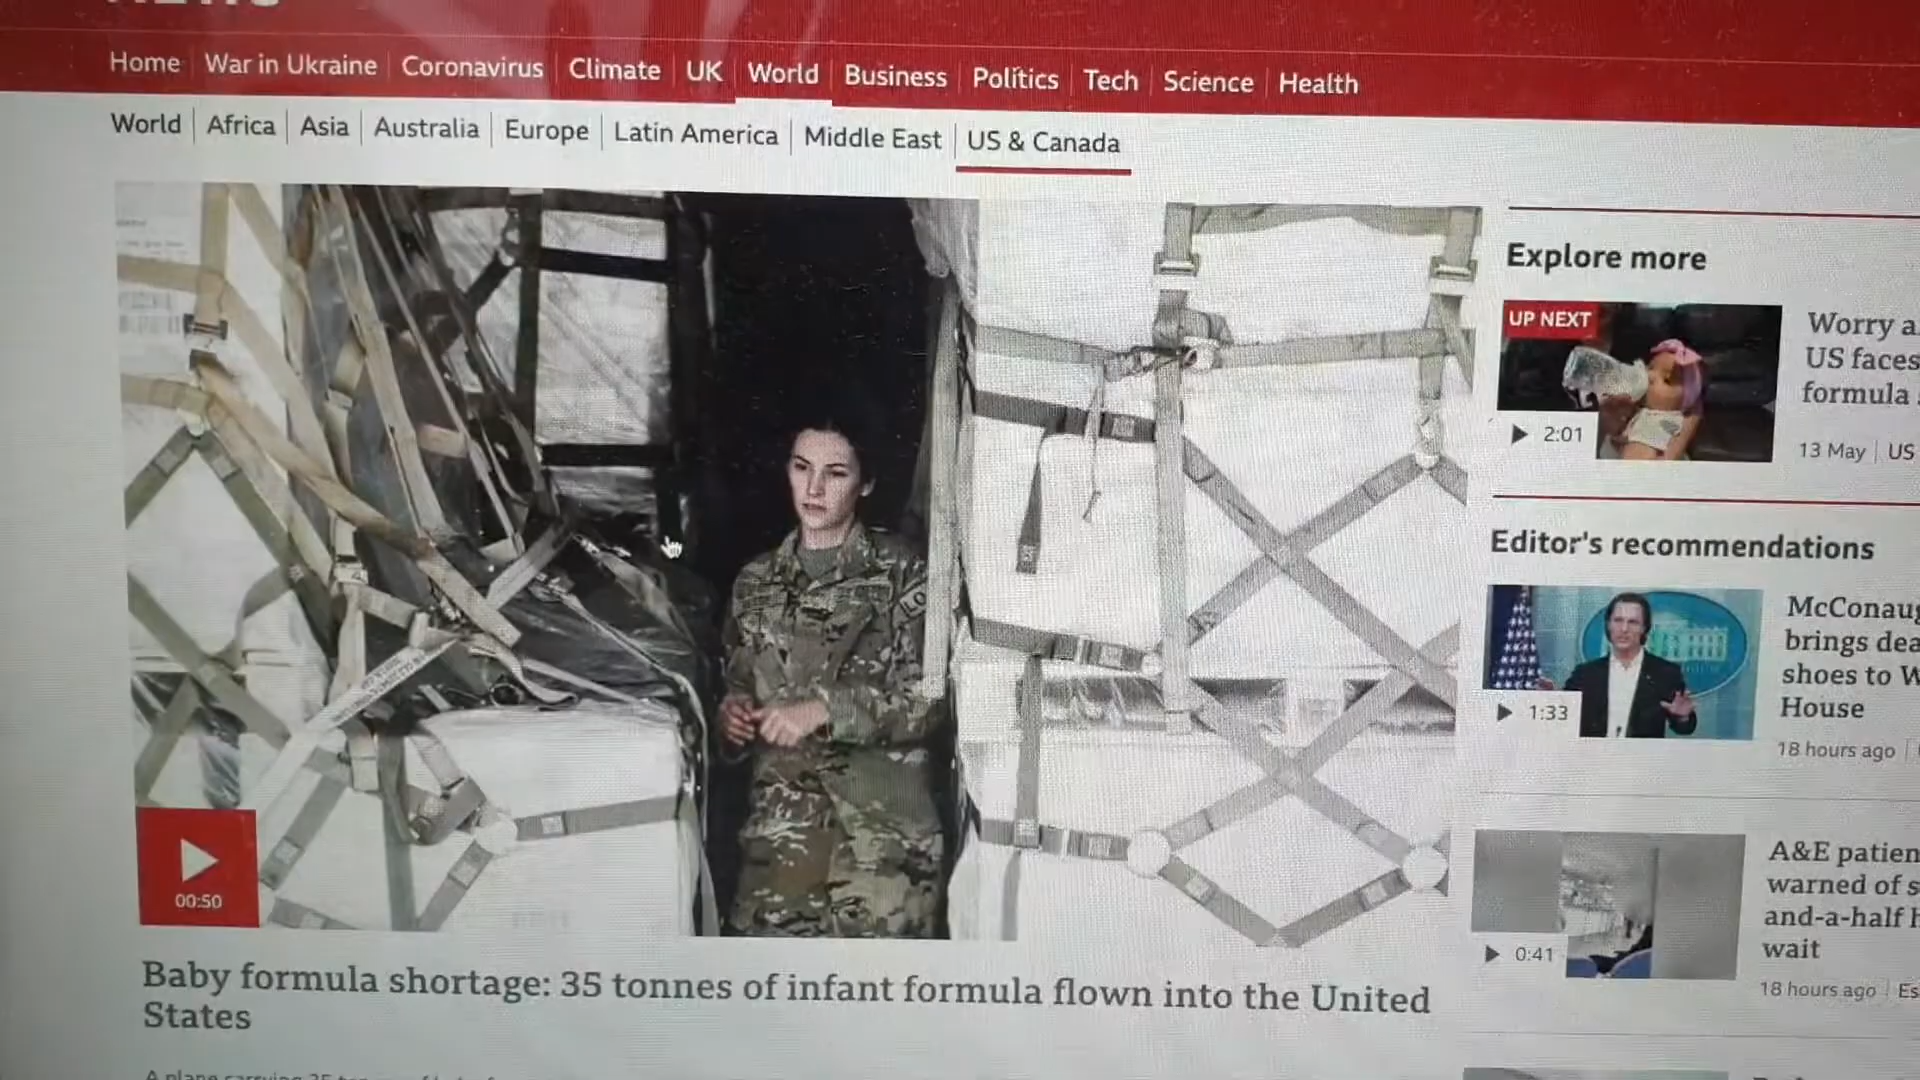 NEWS
Home War in Ukraine Coronavirus Climate UK World Business Politics Tech Science Health
World Africa Asia Australia Europe Latin America Middle East US & Canada
00:50
Baby formula shortage: 35 tonnes of infant formula flown into the United
States
Explore more
UP NEXT
2:01
Worry a
US faces
formula
13 May US
Editor's recommendations
1:33
McConaug
brings dea
shoes to W
House
18 hours ago
0:41
A&E patien
warned of s
and-a-half h
wait
18 hours ago Es